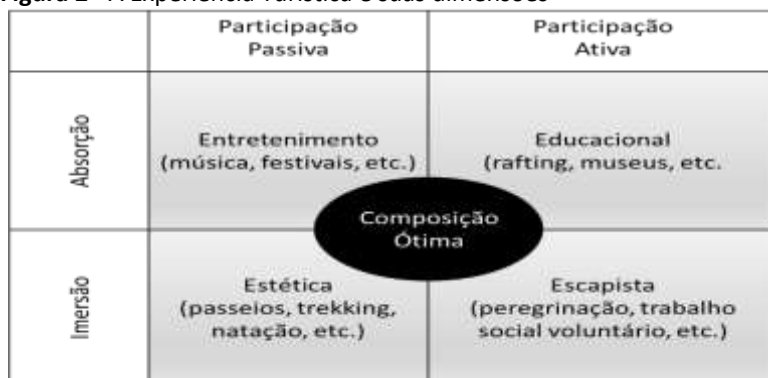 Participação
Passiva
Participação
Ativa
Absorção
Entretenimento
(música, festivais, etc.)
Educacional
(rafting, museus, etc.
Composição
Ótima
Imersão
Estética
(passeios, trekking,
natação, etc.)
Escapista
(peregrinação, trabalho
social voluntário, etc.)